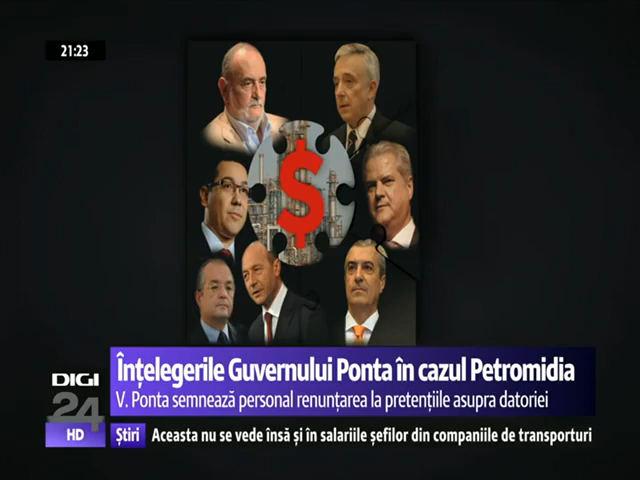 21:23
$
Înțelegerile Guvernului Ponta în cazul Petromidia
V. Ponta semnează personal renunțarea la pretențiile asupra datoriei
DIGI
24
HD
Știri
Aceasta nu se vede însă și în salariile șefilor din companiile de transporturi